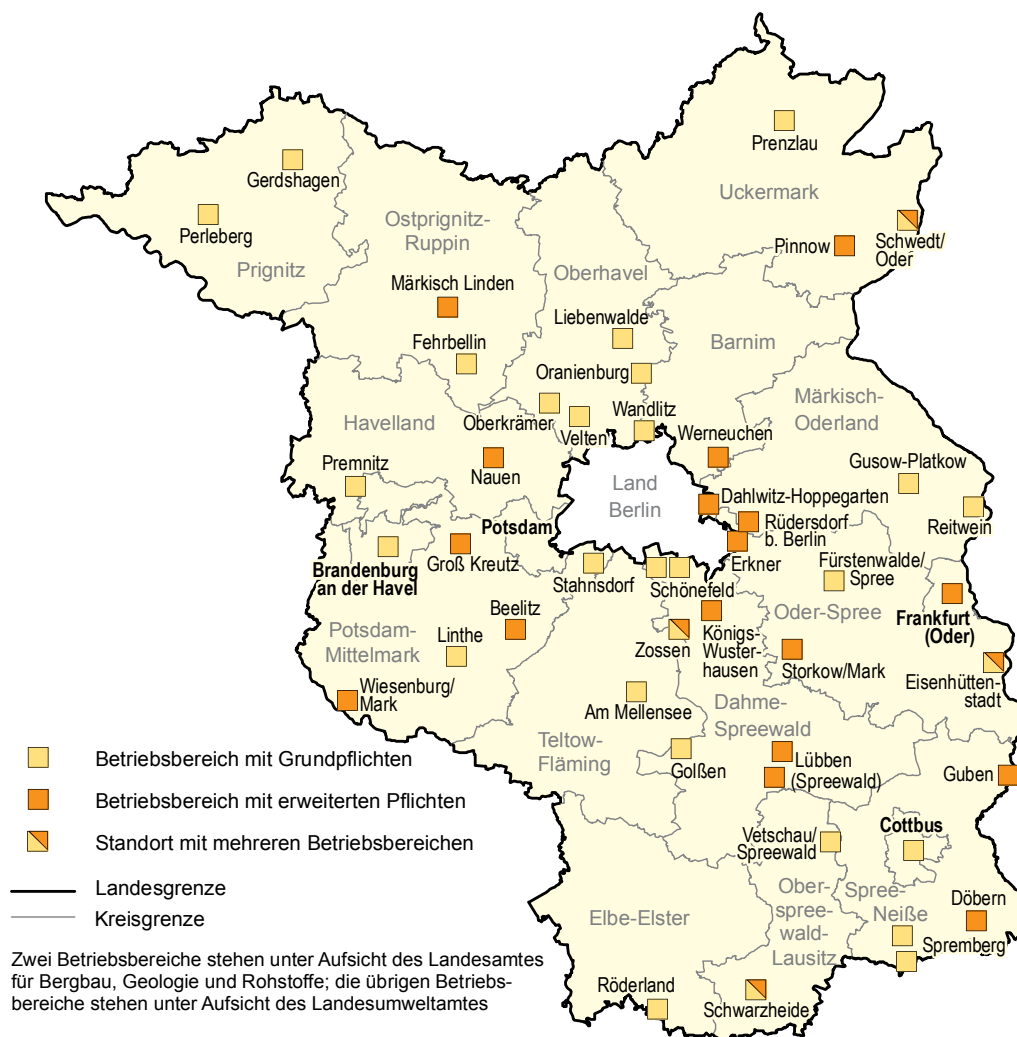 Prenzlau
Gerdshagen
Uckermark
Perleberg
Ostprignitz-
Ruppin
Schwedt/
Oder
Pinnow
Prignitz
Oberhavel
Märkisch Linden
Liebenwalde
Fehrbellin
Barnim
Oranienburg
Märkisch-
Oderland
Havelland
Oberkrämer
Wandlitz
Velten
Werneuchen
Gusow-Platkow
Premnitz
Nauen
Land
Berlin
Dahlwitz-Hoppegarten
Reitwein
Potsdam
Rüdersdorf
b. Berlin
Groß Kreutz
Erkner
Brandenburg
an der Havel
Stahnsdorf
Fürstenwalde/
Spree
Schönefeld
Beelitz
Oder-Spree
Frankfurt
(Oder)
Potsdam-
Mittelmark
Linthe
Zossen
Königs-
Wuster-
hausen
Storkow/Mark
Eisenhütten-
stadt
Wiesenburg/
Mark
Am Mellensee
Dahme-
Spreewald
Teltow-
Fläming
Golßen
Lübben
(Spreewald)
Guben
Betriebsbereich mit Grundpflichten
Betriebsbereich mit erweiterten Pflichten
Standort mit mehreren Betriebsbereichen
Landesgrenze
Kreisgrenze
Vetschau/
Spreewald
Cottbus
Ober-
spree-
wald-
Lausitz
Spree-
Neiße
Döbern
Elbe-Elster
Spremberg
Zwei Betriebsbereiche stehen unter Aufsicht des Landesamtes
für Bergbau, Geologie und Rohstoffe; die übrigen Betriebs-
bereiche stehen unter Aufsicht des Landesumweltamtes
Röderland
Schwarzheide